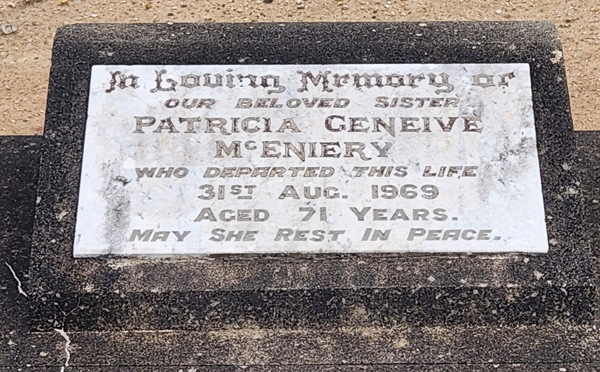 In Loving Memory of
OUR BELOVED SISTER
PATRICIA GENEIVE
McENIERY
WHO DEPARTED THIS LIFE
31ST AUG. 1969
AGED 71 YEARS.
MAY SHE REST IN PEACE.